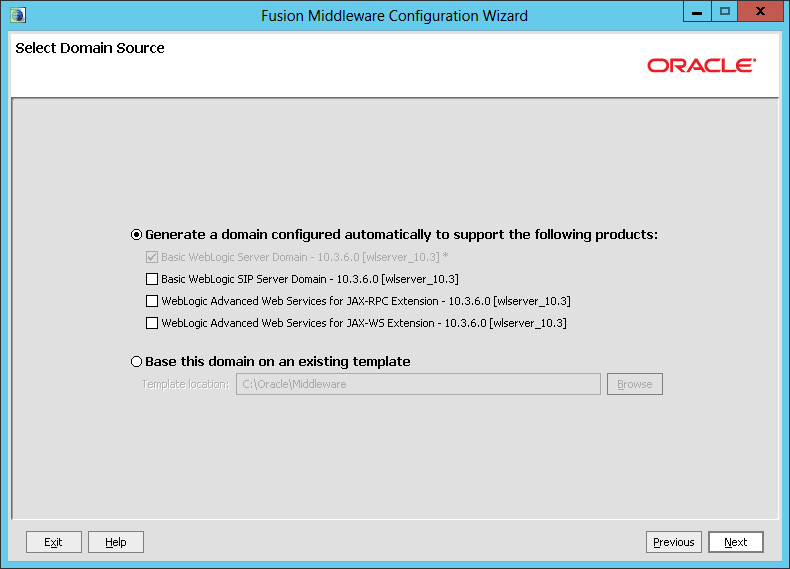 Fusion Middleware Configuration Wizard
Select Domain Source
ORACLE
Generate a domain configured automatically to support the following products:
Basic WebLogic Server Domain - 10.3.6.0 [wlserver_10.3] *
Basic WebLogic SIP Server Domain - 10.3.6.0 [wlserver_10.3]
WebLogic Advanced Web Services for JAX-RPC Extension - 10.3.6.0 [wlserver_10.3]
WebLogic Advanced Web Services for JAX-WS Extension - 10.3.6.0 [wlserver_10.3]
Base this domain on an existing template
Template location: C:\Oracle\Middleware Browse
Exit Help Previous Next